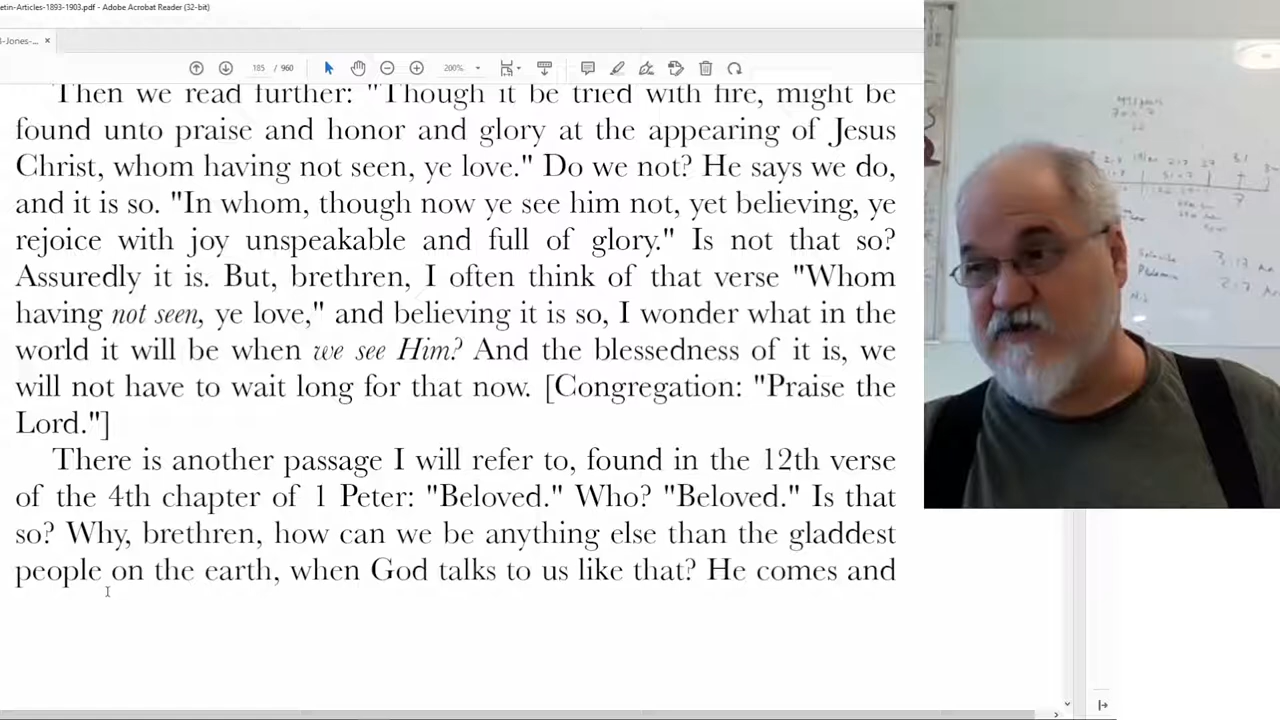 etin-Articles-1893-1903.pdf - Adobe Acrobat Reader (32-bit)
-Jones-...
185 / 960
200%
Then we read further: "Though it be tried with fire, might be
found unto praise and honor and glory at the appearing of Jesus
Christ, whom having not seen, ye love." Do we not? He says we do,
and it is so. "In whom, though now ye see him not, yet believing, ye
rejoice with joy unspeakable and full of glory." Is not that so?
Assuredly it is. But, brethren, I often think of that verse "Whom
having not seen, ye love," and believing it is so, I wonder what in the
world it will be when we see Him? And the blessedness of it is, we
will not have to wait long for that now. [Congregation: "Praise the
Lord."]
There is another passage I will refer to, found in the 12th verse
of the 4th chapter of 1 Peter: "Beloved." Who? "Beloved." Is that
so? Why, brethren, how can we be anything else than the gladdest
people on the earth, when God talks to us like that? He comes and